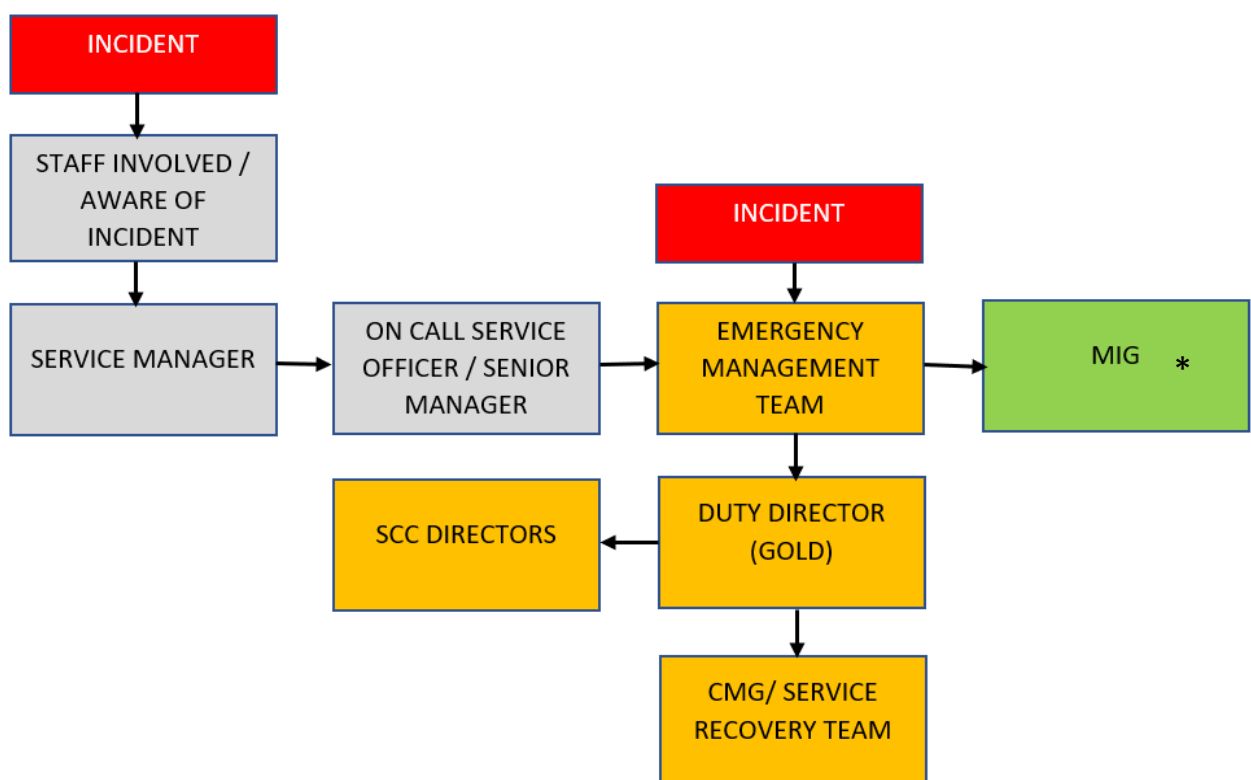 INCIDENT
STAFF INVOLVED /
AWARE OF
INCIDENT
INCIDENT
SERVICE MANAGER
ON CALL SERVICE
OFFICER / SENIOR
MANAGER
EMERGENCY
MANAGEMENT
TEAM
MIG *
SCC DIRECTORS
DUTY DIRECTOR
(GOLD)
CMG/ SERVICE
RECOVERY TEAM